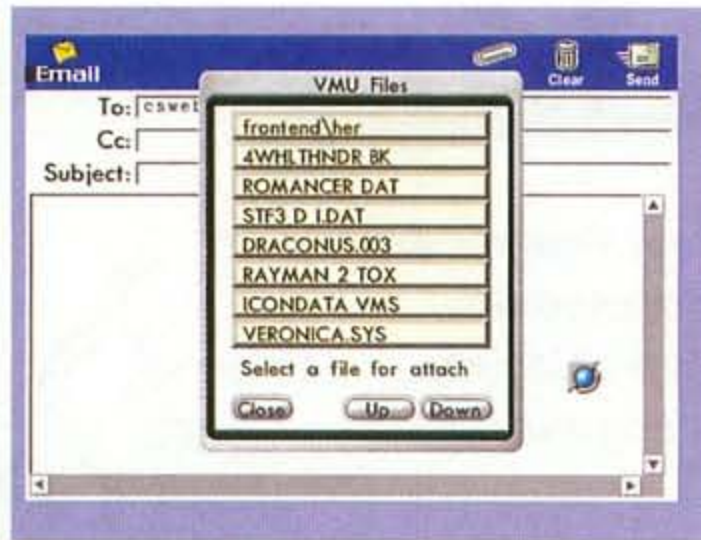 Email
Clear
Send
VMU Files
To: cswe
Cc:
Subject:
frontend\her
4WHLTHNDR BK
ROMANCER DAT
STF3 D I.DAT
DRACONUS.003
RAYMAN 2 TOX
ICONDATA VMS
VERONICA.SYS
Select a file for attach
Close
Up
Down